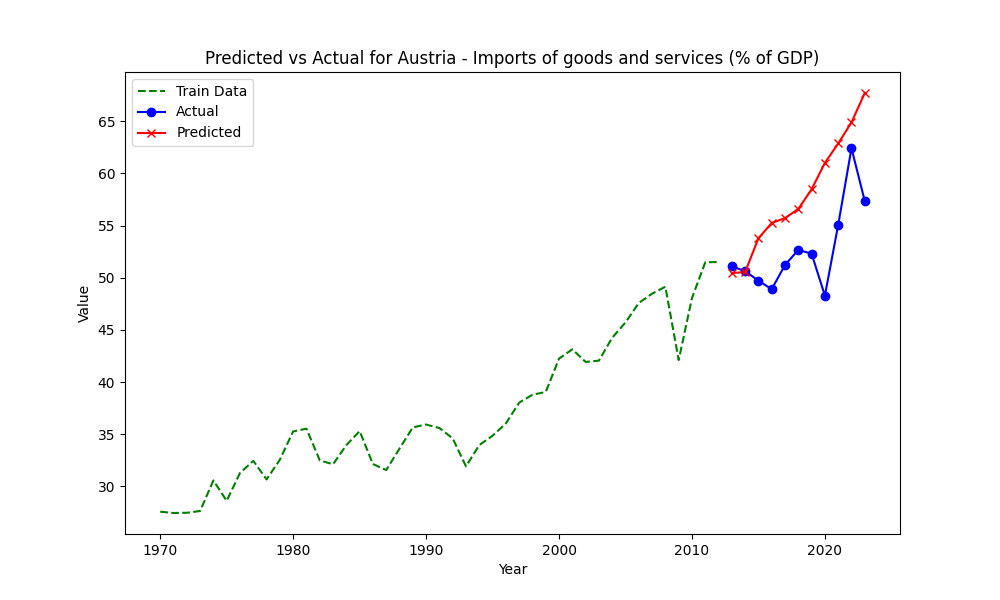 Predicted vs Actual for Austria - Imports of goods and services (% of GDP)
Train Data
Actual
Predicted
65
60
55
50
45
40
35
30
Value
1970 1980 1990 2000 2010 2020
Year